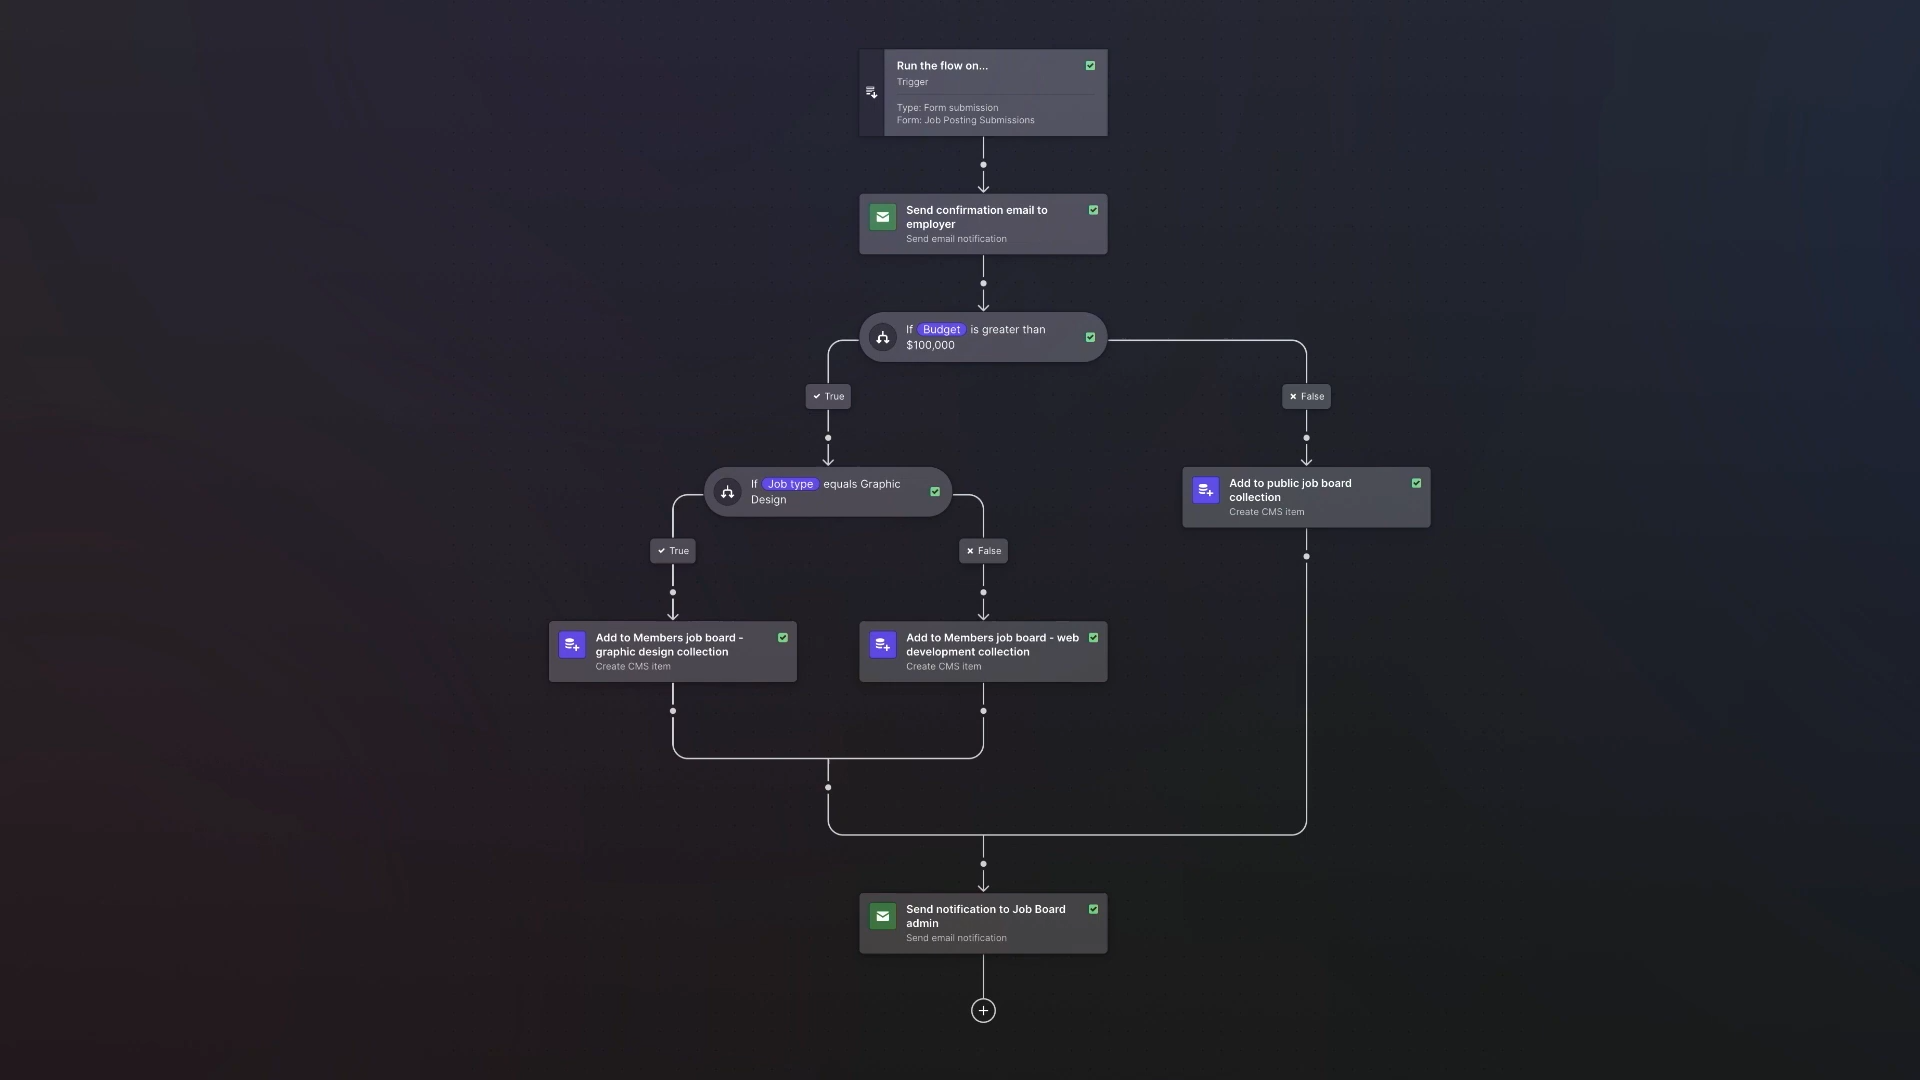 Run the flow on...
Trigger
Type: Form submission
Form: Job Posting Submissions
Send confirmation email to
employer
Send email notification
If Budget is greater than
$100,000
True
False
If Job type equals Graphic
Design
Add to public job board
collection
Create CMS item
True
False
Add to Members job board -
graphic design collection
Create CMS item
Add to Members job board - web
development collection
Create CMS item
Send notification to Job Board
admin
Send email notification